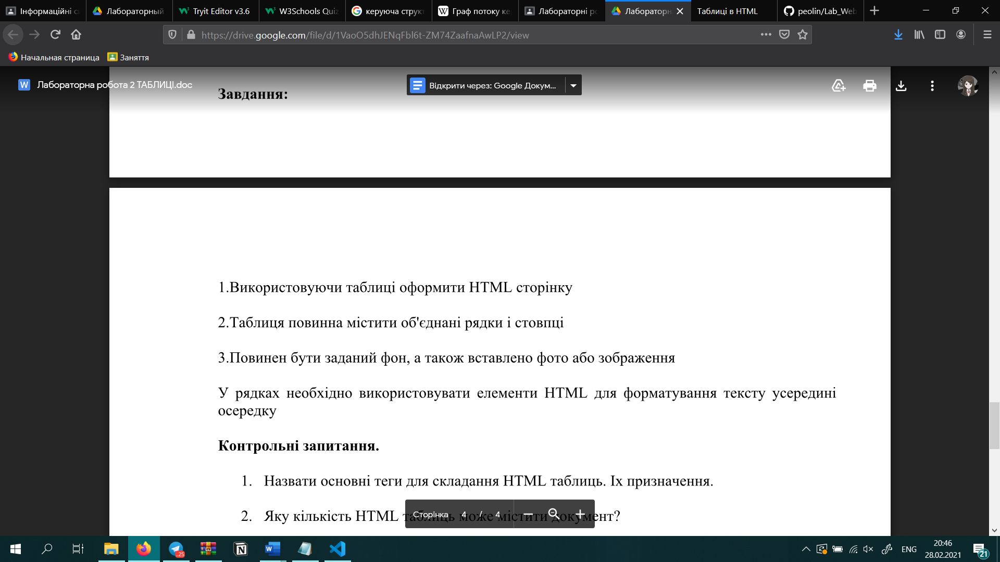 Інформаційні с
Лабораторный
Tryit Editor v3.6
W3Schools Quiz
керуюча структ
Граф потоку ке
Лабораторні ро
Лабораторн
Таблиці в HTML
peolin/Lab_Web
https://drive.google.com/file/d/1VaoO5dhJENqFbl6t-ZM74ZaafnaAwLP2/view
Начальная страница
Заняття
W Лабораторна робота 2 ТАБЛИЦІ.doc
Відкрити через: Google Докум...
Завдання:
1.Використовуючи таблиці оформити HTML сторінку
2.Таблиця повинна містити об'єднані рядки і стовпці
3.Повинен бути заданий фон, а також вставлено фото або зображення
У рядках необхідно використовувати елементи HTML для форматування тексту усередині
осередку
Контрольні запитання.
1. Назвати основні теги для складання HTML таблиць. Їх призначення.
2. Яку кількість HTML таблиць може містити документ?
Сторінка 4 / 4
..25
ENG
20:46
28.02.2021
21